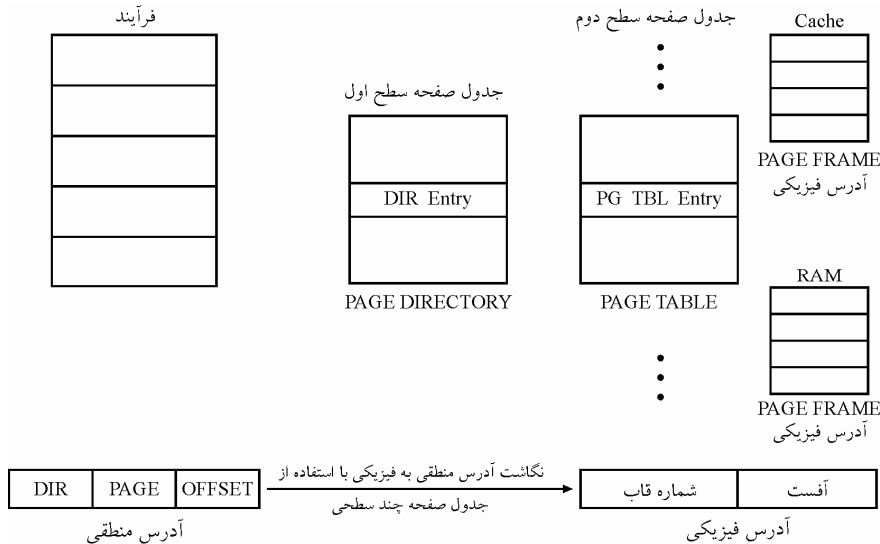 فرآیند
جدول صفحه سطح دوم
Cache
جدول صفحه سطح اول
PAGE FRAME
آدرس فیزیکی
DIR Entry
PG TBL Entry
RAM
PAGE DIRECTORY
PAGE TABLE
PAGE FRAME
آدرس فیزیکی
نگاشت آدرس منطقی به فیزیکی با استفاده از
DIR
PAGE
OFFSET
شماره قاب
آفست
جدول صفحه چند سطحی
آدرس منطقی
آدرس فیزیکی